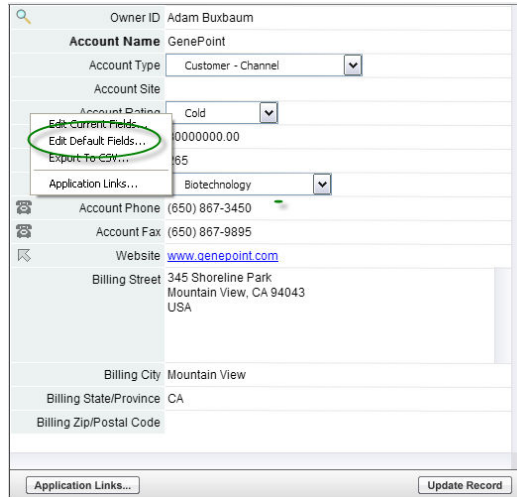 Owner ID Adam Buxbaum
Account Name GenePoint
Account Type Customer - Channel
Account Site
Account Rating Cold
Edit Current Fields...
Edit Default Fields...
0000000.00
Export To CSV...
265
Application Links...
Biotechnology
Account Phone (650) 867-3450
Account Fax (650) 867-9895
Website www.genepoint.com
Billing Street 345 Shoreline Park
Mountain View, CA 94043
USA
Billing City Mountain View
Billing State/Province CA
Billing Zip/Postal Code
Application Links... Update Record